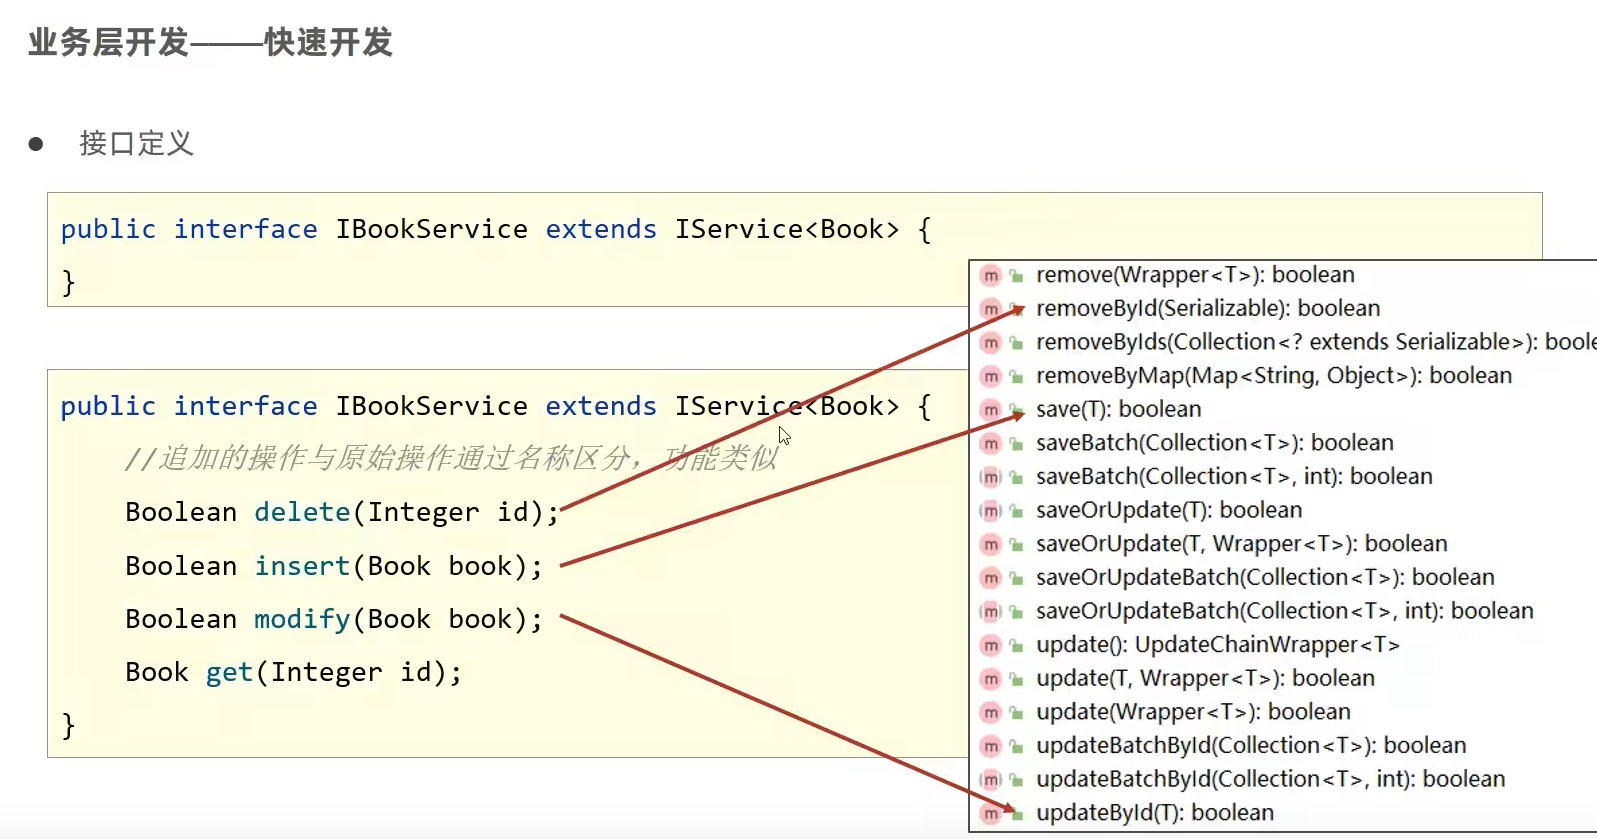 业务层开发——快速开发
● 接口定义
public interface IBookService extends IService<Book> {
}
public interface IBookService extends IService<Book> {
//追加的操作与原始操作通过名称区分，功能类似
Boolean delete(Integer id);
Boolean insert(Book book);
Boolean modify(Book book);
Book get(Integer id);
}
remove(Wrapper<T>): boolean
removeById(Serializable): boolean
removeByIds(Collection<? extends Serializable>): boole
removeByMap(Map<String, Object>): boolean
save(T): boolean
saveBatch(Collection<T>): boolean
saveBatch(Collection<T>, int): boolean
saveOrUpdate(T): boolean
saveOrUpdate(T, Wrapper<T>): boolean
saveOrUpdateBatch(Collection<T>): boolean
saveOrUpdateBatch(Collection<T>, int): boolean
update(): UpdateChainWrapper<T>
update(T, Wrapper<T>): boolean
update(Wrapper<T>): boolean
updateBatchById(Collection<T>): boolean
updateBatchById(Collection<T>, int): boolean
updateById(T): boolean